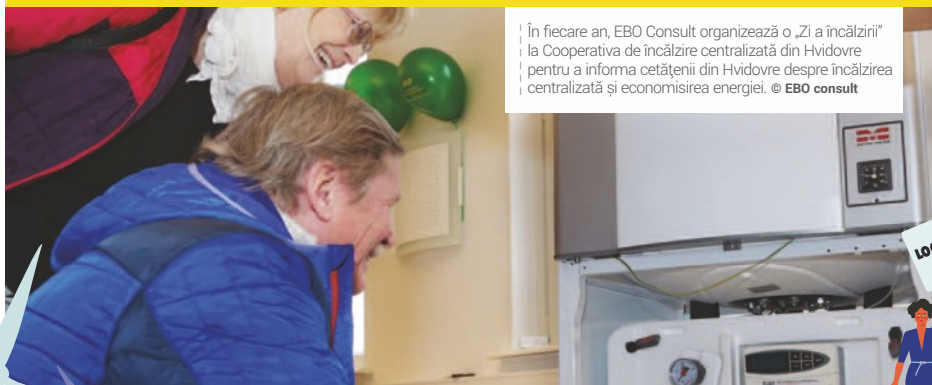 În fiecare an, EBO Consult organizează o „Zi a încălzirii"
la Cooperativa de încălzire centralizată din Hvidovre
pentru a informa cetăţenii din Hvidovre despre încălzirea
centralizată și economisirea energiei. © EBO consult